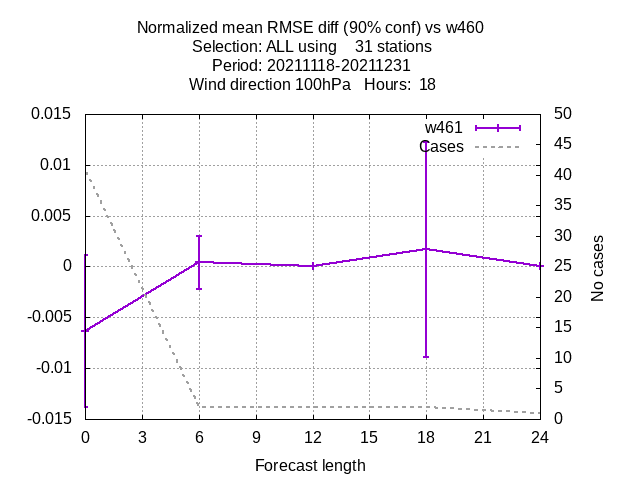 Normalized mean RMSE diff (90% conf) vs w460
Selection: ALL using    31 stations
Period: 20211118-20211231
Wind direction 100hPa   Hours:  18
0.015
0.01
0.005
0
-0.005
-0.01
-0.015
50
45
40
35
30
25
20
15
10
5
0
w461
Cases
No cases
0 3 6 9 12 15 18 21 24
Forecast length